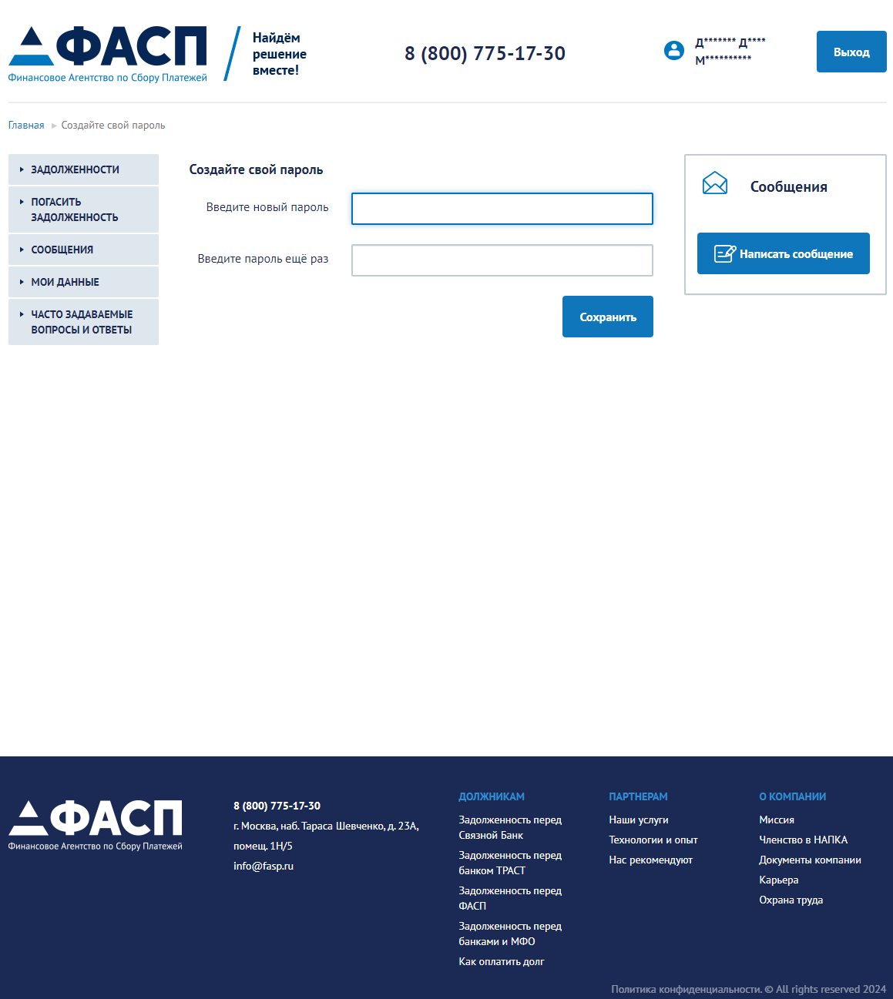 ФАСП
Финансовое Агентство по Сбору Платежей
Найдём
решение
вместе!
8 (800) 775-17-30
Д******* Д****
М**********
Выход
Главная
Создайте свой пароль
ЗАДОЛЖЕННОСТИ
ПОГАСИТЬ
ЗАДОЛЖЕННОСТЬ
СООБЩЕНИЯ
МОИ ДАННЫЕ
ЧАСТО ЗАДАВАЕМЫЕ
ВОПРОСЫ И ОТВЕТЫ
Создайте свой пароль
Введите новый пароль
Введите пароль ещё раз
Сохранить
Сообщения
Написать сообщение
ФАСП
Финансовое Агентство по Сбору Платежей
8 (800) 775-17-30
г. Москва, наб. Тараса Шевченко, д. 23А,
помещ. 1Н/5
info@fasp.ru
ДОЛЖНИКАМ
Задолженность перед
Связной Банк
Задолженность перед
банком ТРАСТ
Задолженность перед
ФАСП
Задолженность перед
банками и МФО
Как оплатить долг
ПАРТНЕРАМ
Наши услуги
Технологии и опыт
Нас рекомендуют
О КОМПАНИИ
Миссия
Членство в НАПКА
Документы компании
Карьера
Охрана труда
Политика конфиденциальности. © All rights reserved 2024